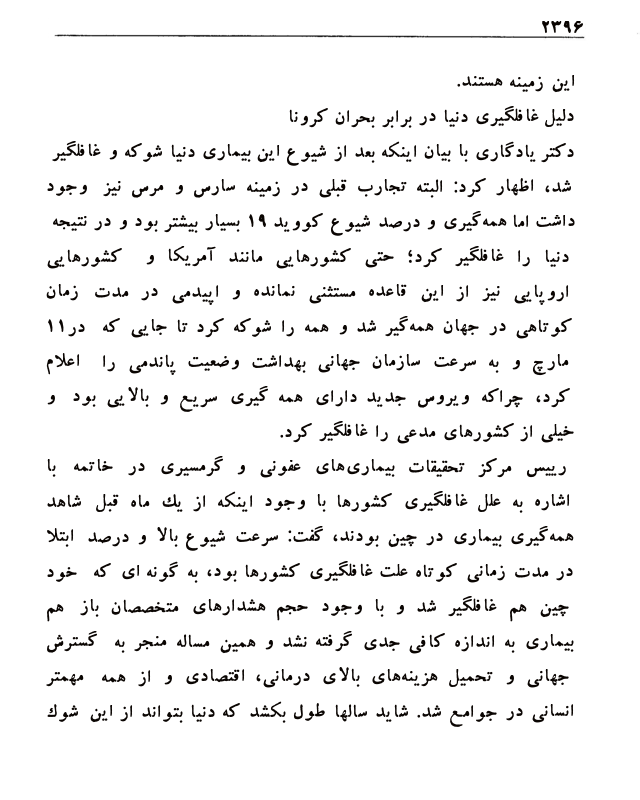 ۲۳۹۶
این زمینه هستند.
دلیل غافلگیری دنیا در برابر بحران کرونا
دکتر یادگاری با بیان اینکه بعد از شیوع این بیماری دنیا شوکه و غافلگیر
شد، اظهار کرد: البته تجارب قبلی در زمینه سارس و مرس نیز وجود
داشت اما همه‌گیری و درصد شیوع کووید ۱۹ بسیار بیشتر بود و در نتیجه
دنیا را غافلگیر کرد؛ حتی کشورهایی مانند آمریکا و کشورهایی
اروپایی نیز از این قاعده مستثنی نمانده و اپیدمی در مدت زمان
کوتاهی در جهان همه‌گیر شد و همه را شوکه کرد تا جایی که در۱۱
مارچ و به سرعت سازمان جهانی بهداشت وضعیت پاندمی را اعلام
کرد، چراکه ویروس جدید دارای همه گیری سریع و بالایی بود و
خیلی از کشورهای مدعی را غافلگیر کرد.
رییس مرکز تحقیقات بیماری‌های عفونی و گرمسیری در خاتمه با
اشاره به علل غافلگیری کشورها با وجود اینکه از یك ماه قبل شاهد
همه‌گیری بیماری در چین بودند، گفت: سرعت شیوع بالا و درصد ابتلا
در مدت زمانی کوتاه علت غافلگیری کشورها بود، به گونه ای که خود
چین هم غافلگیر شد و با وجود حجم هشدارهای متخصصان باز هم
بیماری به اندازه کافی جدی گرفته نشد و همین مساله منجر به گسترش
جهانی و تحمیل هزینه‌های بالای درمانی، اقتصادی و از همه مهمتر
انسانی در جوامع شد. شاید سالها طول بکشد که دنیا بتواند از این شوك